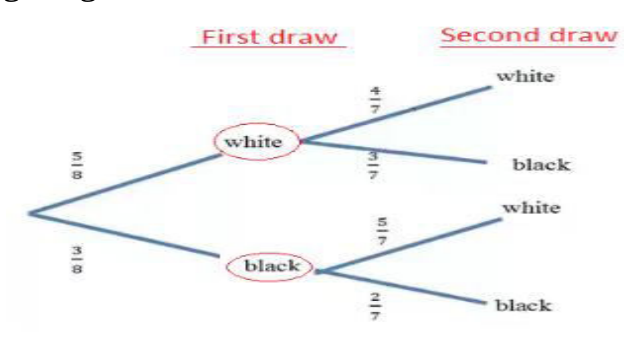 First draw
Second draw
white
4/7
white
3/7
5/8
black
white
5/7
3/8
black
2/7
black